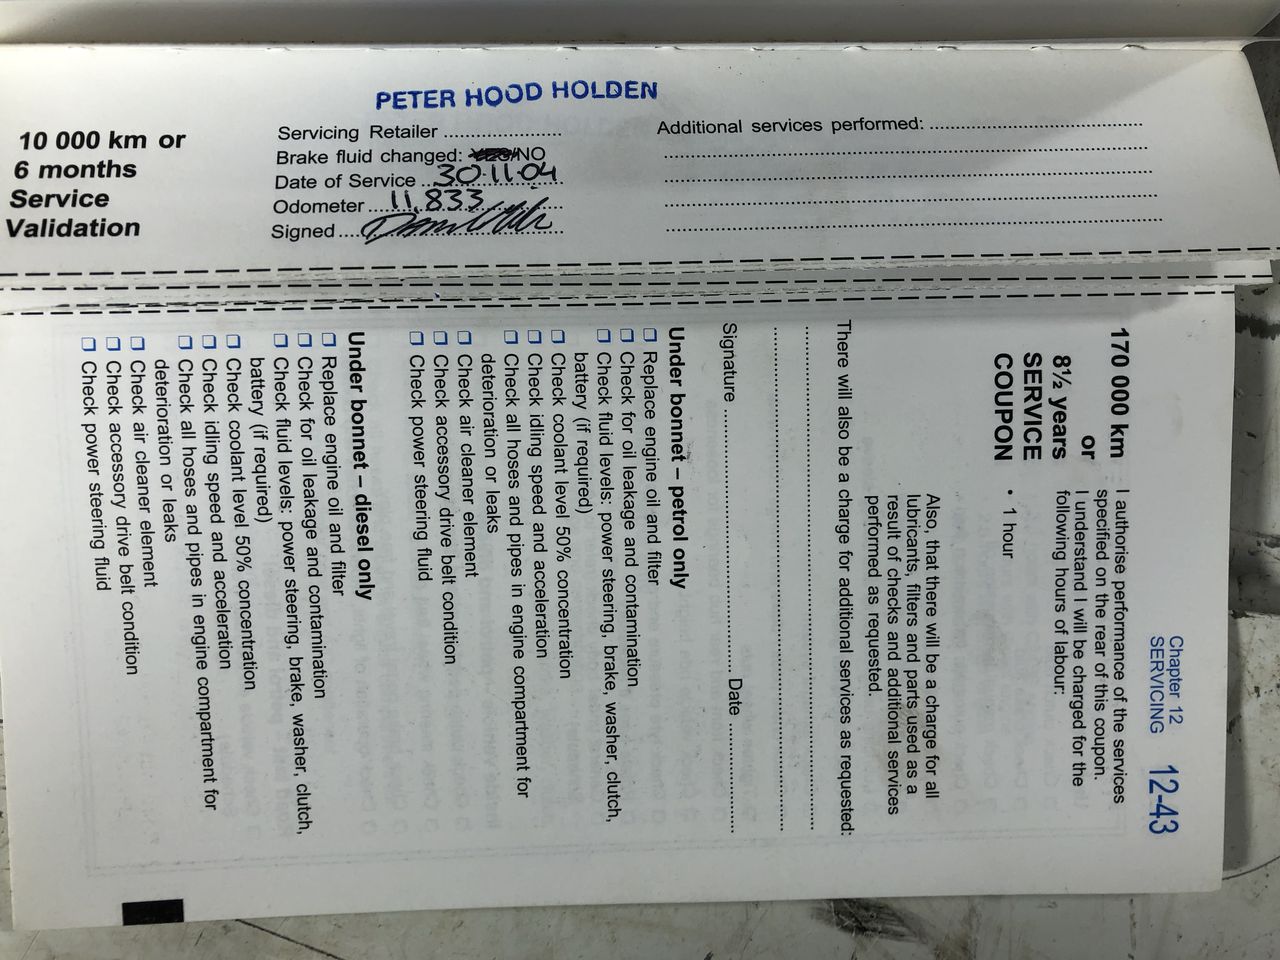 PETER HOOD HOLDEN
10 000 km or
6 months
Service
Validation
Servicing Retailer ....................
Brake fluid changed: YES/NO
Date of Service ..30.11.04
Odometer ...11,833
Signed ....
Additional services performed: ....................................
Chapter 12
SERVICING 12-43
170 000 km
or
8½ years
SERVICE
COUPON
I authorise performance of the services
specified on the rear of this coupon.
I understand I will be charged for the
following hours of labour:
• 1 hour
Also, that there will be a charge for all
lubricants, filters and parts used as a
result of checks and additional services
performed as requested.
There will also be a charge for additional services as requested:
Signature ........................................ Date ....................
Under bonnet – petrol only
❑ Replace engine oil and filter
❑ Check for oil leakage and contamination
❑ Check fluid levels: power steering, brake, washer, clutch,
battery (if required)
❑ Check coolant level 50% concentration
❑ Check idling speed and acceleration
❑ Check all hoses and pipes in engine compartment for
deterioration or leaks
❑ Check air cleaner element
❑ Check accessory drive belt condition
❑ Check power steering fluid
Under bonnet – diesel only
❑ Replace engine oil and filter
❑ Check for oil leakage and contamination
❑ Check fluid levels: power steering, brake, washer, clutch,
battery (if required)
❑ Check coolant level 50% concentration
❑ Check idling speed and acceleration
❑ Check all hoses and pipes in engine compartment for
deterioration or leaks
❑ Check air cleaner element
❑ Check accessory drive belt condition
❑ Check power steering fluid